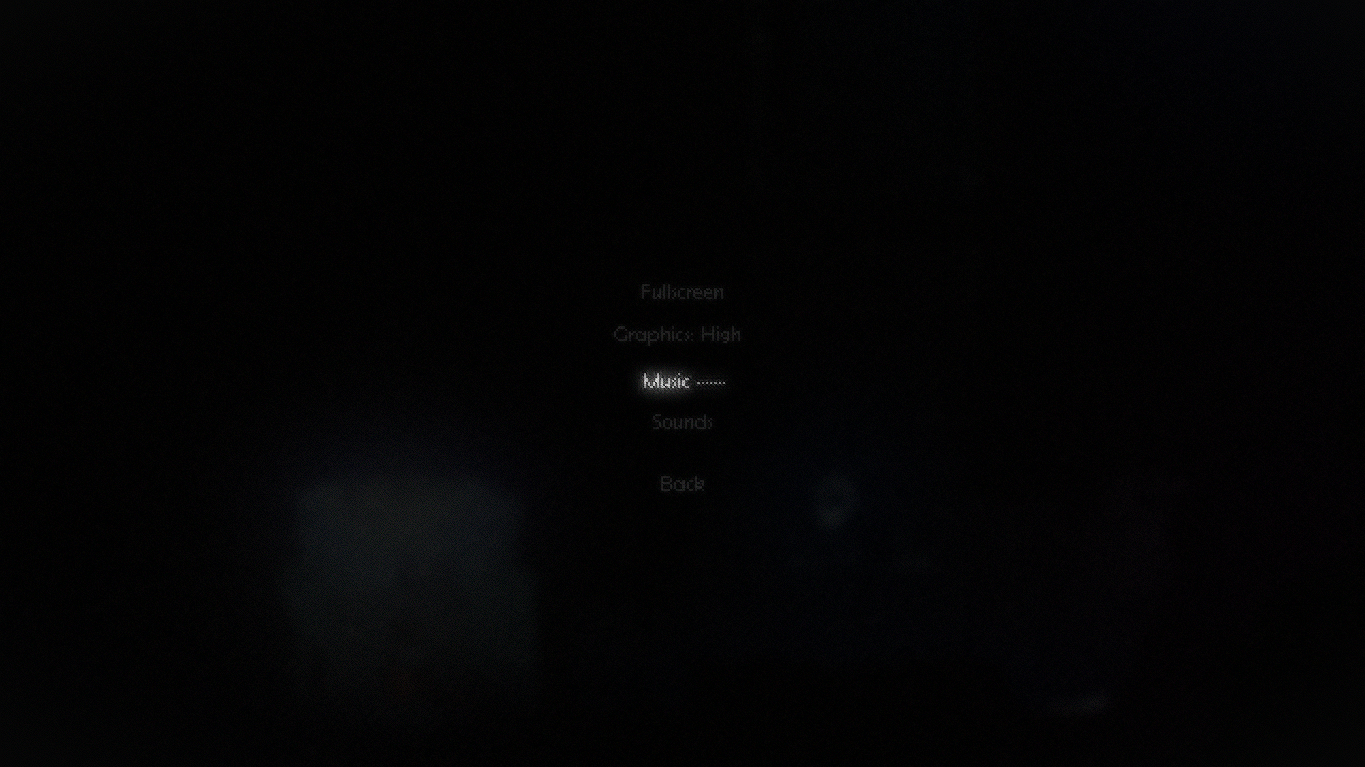 Fullscreen
Graphics: High
Music .......
Sounds
Back